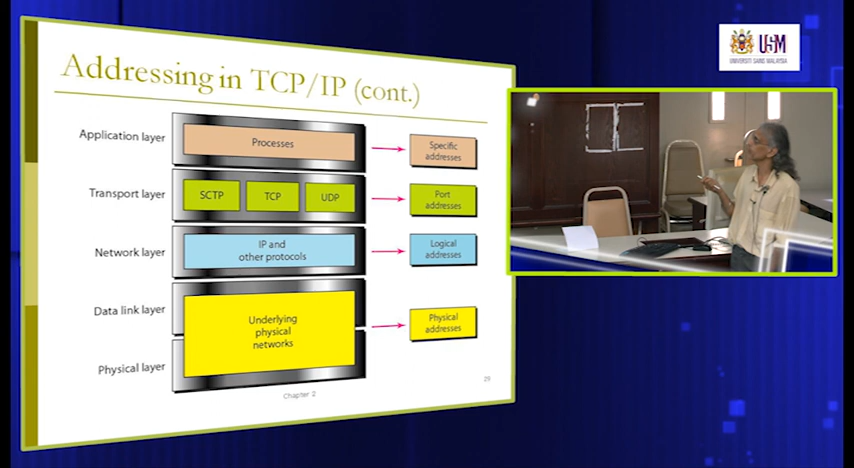 USM
UNIVERSITI SAINS MALAYSIA
Addressing in TCP/IP (cont.)
Application layer
Processes
Specific
addresses
Transport layer
SCTP
TCP
UDP
Port
addresses
Network layer
IP and
other protocols
Logical
addresses
Data link layer
Underlying
physical
networks
Physical
addresses
Physical layer
Chapter 2
25